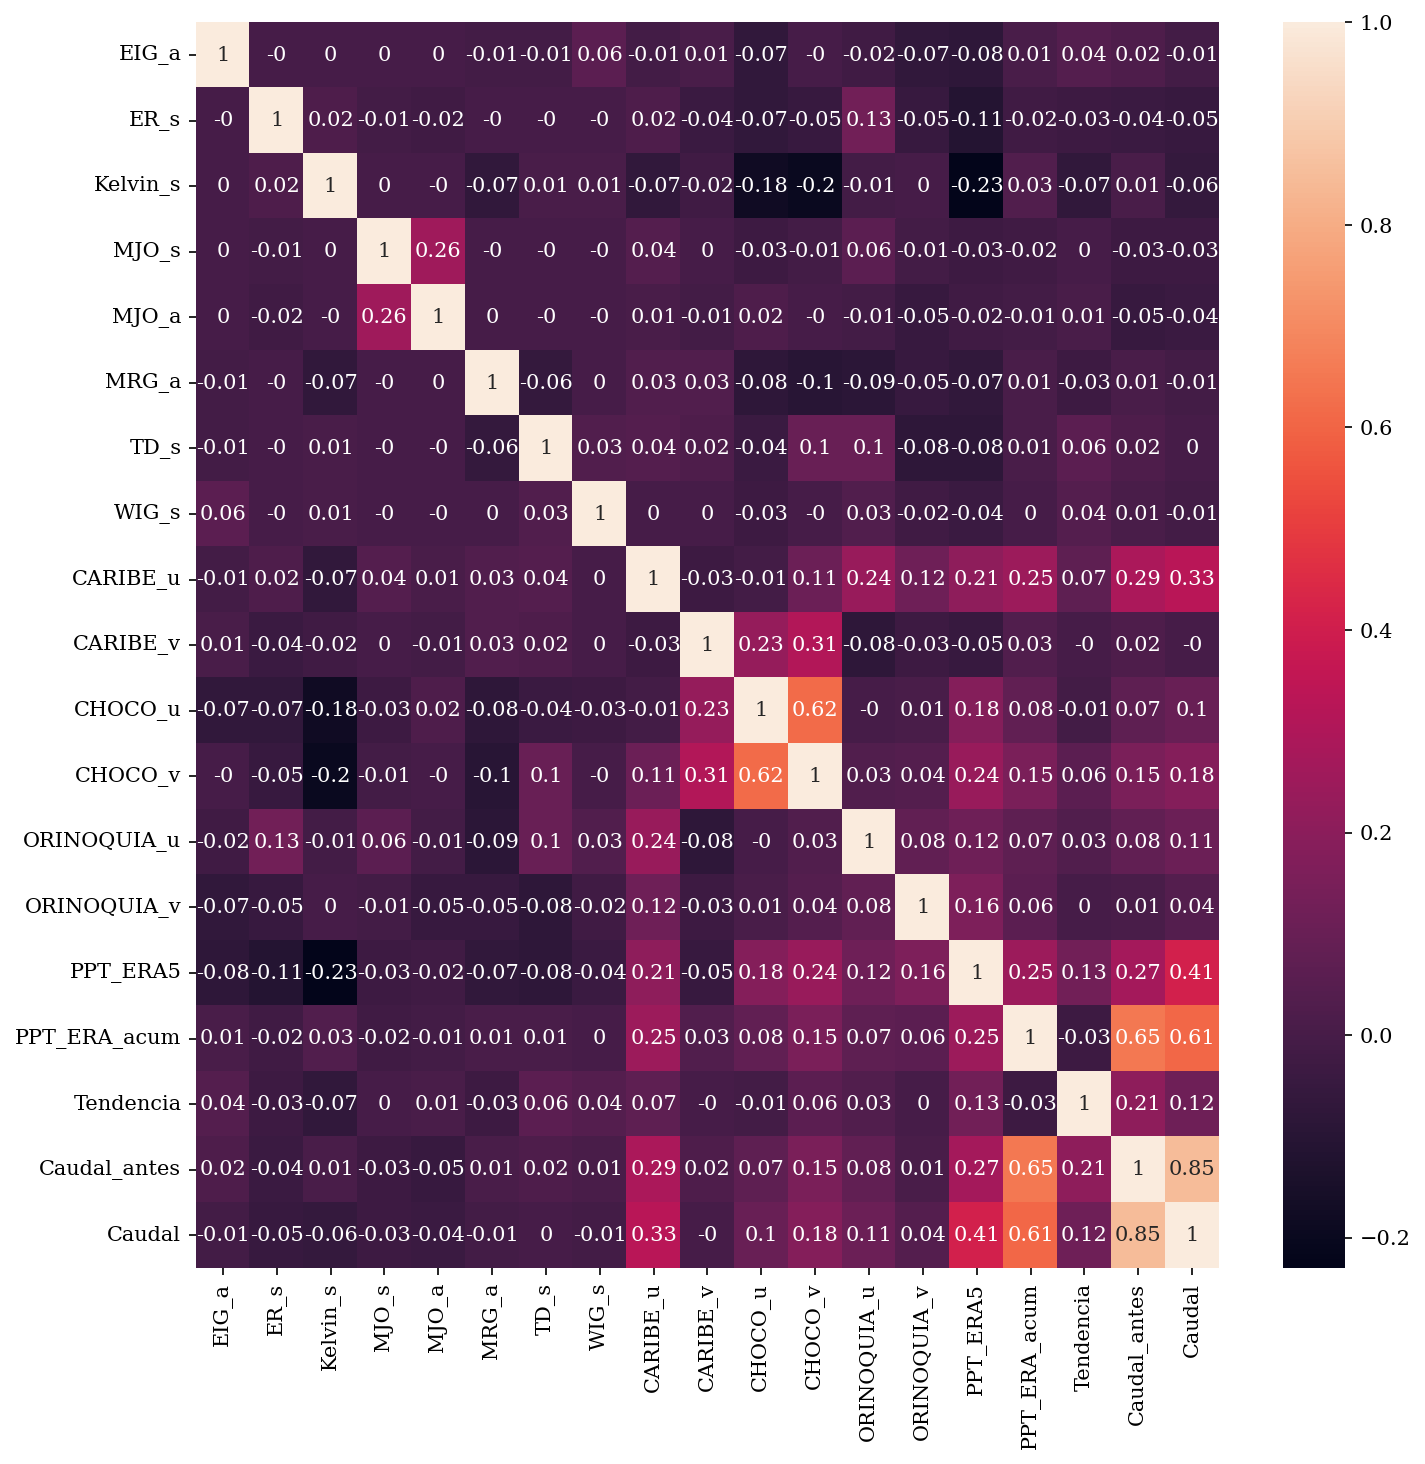 EIG_a 1 -0 0 0 0 -0.01 -0.01 0.06 -0.01 0.01 -0.07 -0 -0.02 -0.07 -0.08 0.01 0.04 0.02 -0.01
ER_s -0 1 0.02 -0.01 -0.02 -0 -0 -0 0.02 -0.04 -0.07 -0.05 0.13 -0.05 -0.11 -0.02 -0.03 -0.04 -0.05
Kelvin_s 0 0.02 1 0 -0 -0.07 0.01 0.01 -0.07 -0.02 -0.18 -0.2 -0.01 0 -0.23 0.03 -0.07 0.01 -0.06
MJO_s 0 -0.01 0 1 0.26 -0 -0 -0 0.04 0 -0.03 -0.01 0.06 -0.01 -0.03 -0.02 0 -0.03 -0.03
MJO_a 0 -0.02 -0 0.26 1 0 -0 -0 0.01 -0.01 0.02 -0 -0.01 -0.05 -0.02 -0.01 0.01 -0.05 -0.04
MRG_a -0.01 -0 -0.07 -0 0 1 -0.06 0 0.03 0.03 -0.08 -0.1 -0.09 -0.05 -0.07 0.01 -0.03 0.01 -0.01
TD_s -0.01 -0 0.01 -0 -0 -0.06 1 0.03 0.04 0.02 -0.04 0.1 0.1 -0.08 -0.08 0.01 0.06 0.02 0
WIG_s 0.06 -0 0.01 -0 -0 0 0.03 1 0 0 -0.03 -0 0.03 -0.02 -0.04 0 0.04 0.01 -0.01
CARIBE_u -0.01 0.02 -0.07 0.04 0.01 0.03 0.04 0 1 -0.03 -0.01 0.11 0.24 0.12 0.21 0.25 0.07 0.29 0.33
CARIBE_v 0.01 -0.04 -0.02 0 -0.01 0.03 0.02 0 -0.03 1 0.23 0.31 -0.08 -0.03 -0.05 0.03 -0 0.02 -0
CHOCO_u -0.07 -0.07 -0.18 -0.03 0.02 -0.08 -0.04 -0.03 -0.01 0.23 1 0.62 -0 0.01 0.18 0.08 -0.01 0.07 0.1
CHOCO_v -0 -0.05 -0.2 -0.01 -0 -0.1 0.1 -0 0.11 0.31 0.62 1 0.03 0.04 0.24 0.15 0.06 0.15 0.18
ORINOQUIA_u -0.02 0.13 -0.01 0.06 -0.01 -0.09 0.1 0.03 0.24 -0.08 -0 0.03 1 0.08 0.12 0.07 0.03 0.08 0.11
ORINOQUIA_v -0.07 -0.05 0 -0.01 -0.05 -0.05 -0.08 -0.02 0.12 -0.03 0.01 0.04 0.08 1 0.16 0.06 0 0.01 0.04
PPT_ERA5 -0.08 -0.11 -0.23 -0.03 -0.02 -0.07 -0.08 -0.04 0.21 -0.05 0.18 0.24 0.12 0.16 1 0.25 0.13 0.27 0.41
PPT_ERA_acum 0.01 -0.02 0.03 -0.02 -0.01 0.01 0.01 0 0.25 0.03 0.08 0.15 0.07 0.06 0.25 1 -0.03 0.65 0.61
Tendencia 0.04 -0.03 -0.07 0 0.01 -0.03 0.06 0.04 0.07 -0 -0.01 0.06 0.03 0 0.13 -0.03 1 0.21 0.12
Caudal_antes 0.02 -0.04 0.01 -0.03 -0.05 0.01 0.02 0.01 0.29 0.02 0.07 0.15 0.08 0.01 0.27 0.65 0.21 1 0.85
Caudal -0.01 -0.05 -0.06 -0.03 -0.04 -0.01 0 -0.01 0.33 -0 0.1 0.18 0.11 0.04 0.41 0.61 0.12 0.85 1
EIG_a ER_s Kelvin_s MJO_s MJO_a MRG_a TD_s WIG_s CARIBE_u CARIBE_v CHOCO_u CHOCO_v ORINOQUIA_u ORINOQUIA_v PPT_ERA5 PPT_ERA_acum Tendencia Caudal_antes Caudal
1.0
0.8
0.6
0.4
0.2
0.0
−0.2